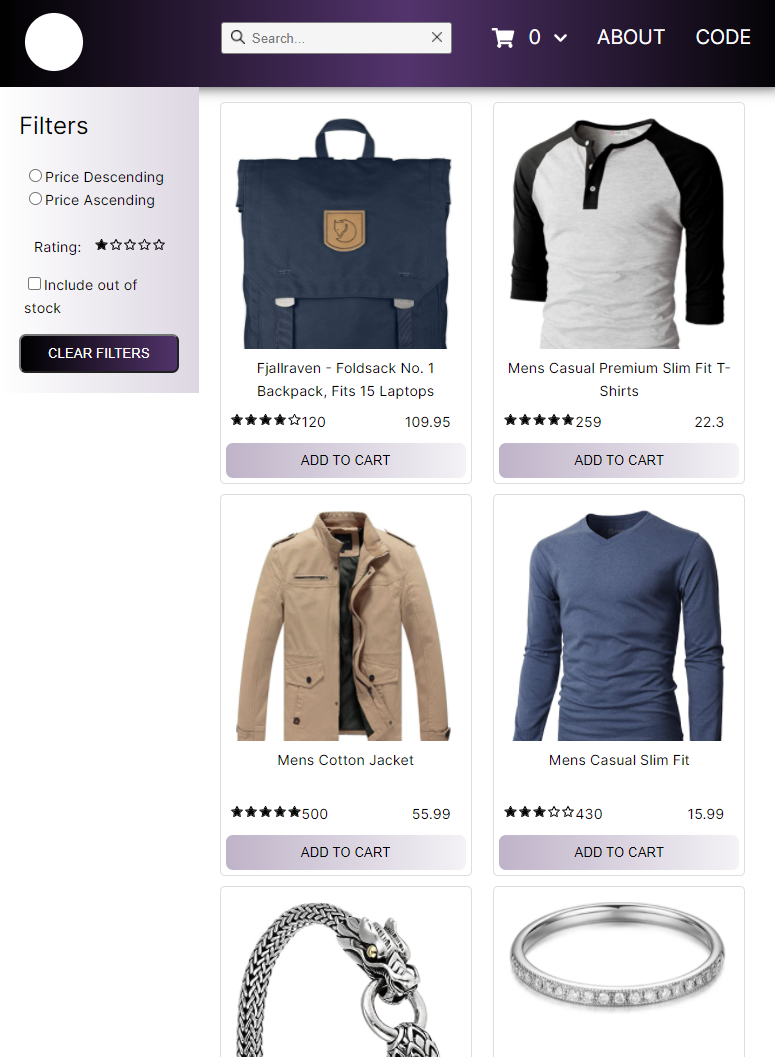 Search...
0
ABOUT
CODE
Filters
Price Descending
Price Ascending
Rating:
Include out of
stock
CLEAR FILTERS
Fjallraven - Foldsack No. 1
Backpack, Fits 15 Laptops
120 109.95
ADD TO CART
Mens Casual Premium Slim Fit T-
Shirts
259 22.3
ADD TO CART
Mens Cotton Jacket
500 55.99
ADD TO CART
Mens Casual Slim Fit
430 15.99
ADD TO CART